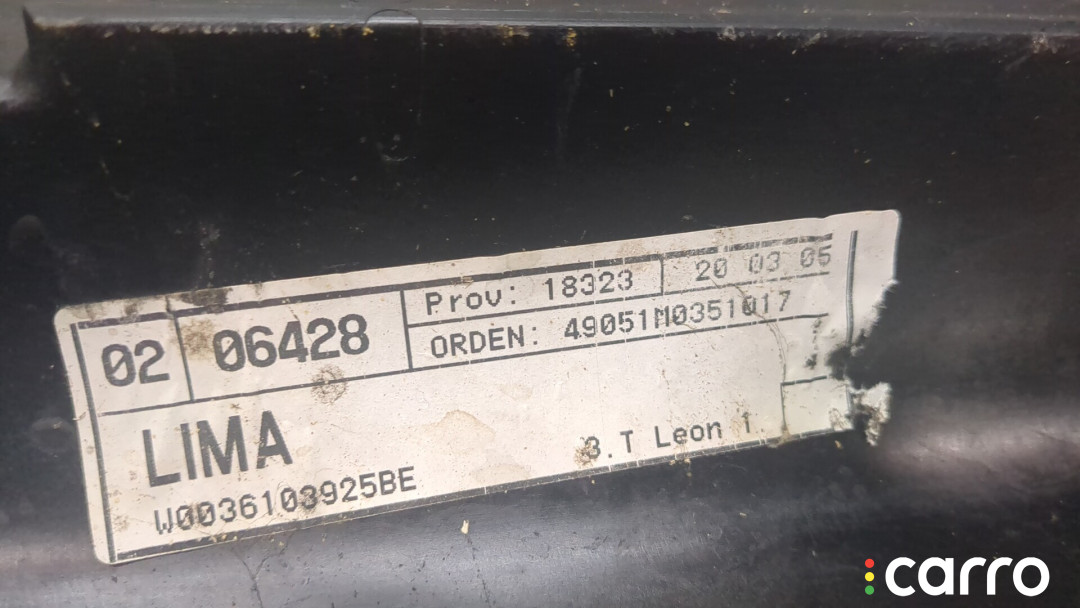 02 06428 Prov: 18323 20 03 05
ORDEN: 49051M0351017
LIMA
W0036103925BE 3.T Leon 1
carro